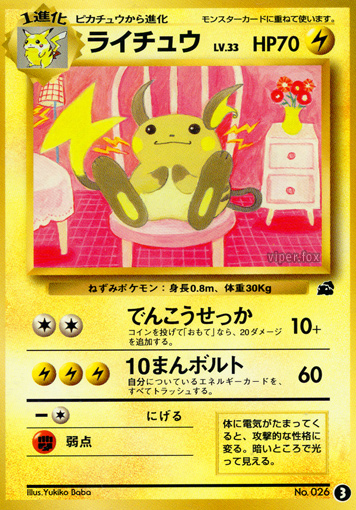 1進化 ピカチュウから進化 モンスターカードに重ねて使います。
ライチュウ LV.33 HP70
viper.fox
ねずみポケモン：身長0.8m、体重30Kg
でんこうせっか 10+
コインを投げて「おもて」なら、20ダメージ
を追加する。
10まんボルト 60
自分についているエネルギーカードを、
すべてトラッシュする。
にげる
弱点
体に電気がたまってく
ると、攻撃的な性格に
変る。暗いところで光
って見える。
Illus.Yukiko Baba No.026 3